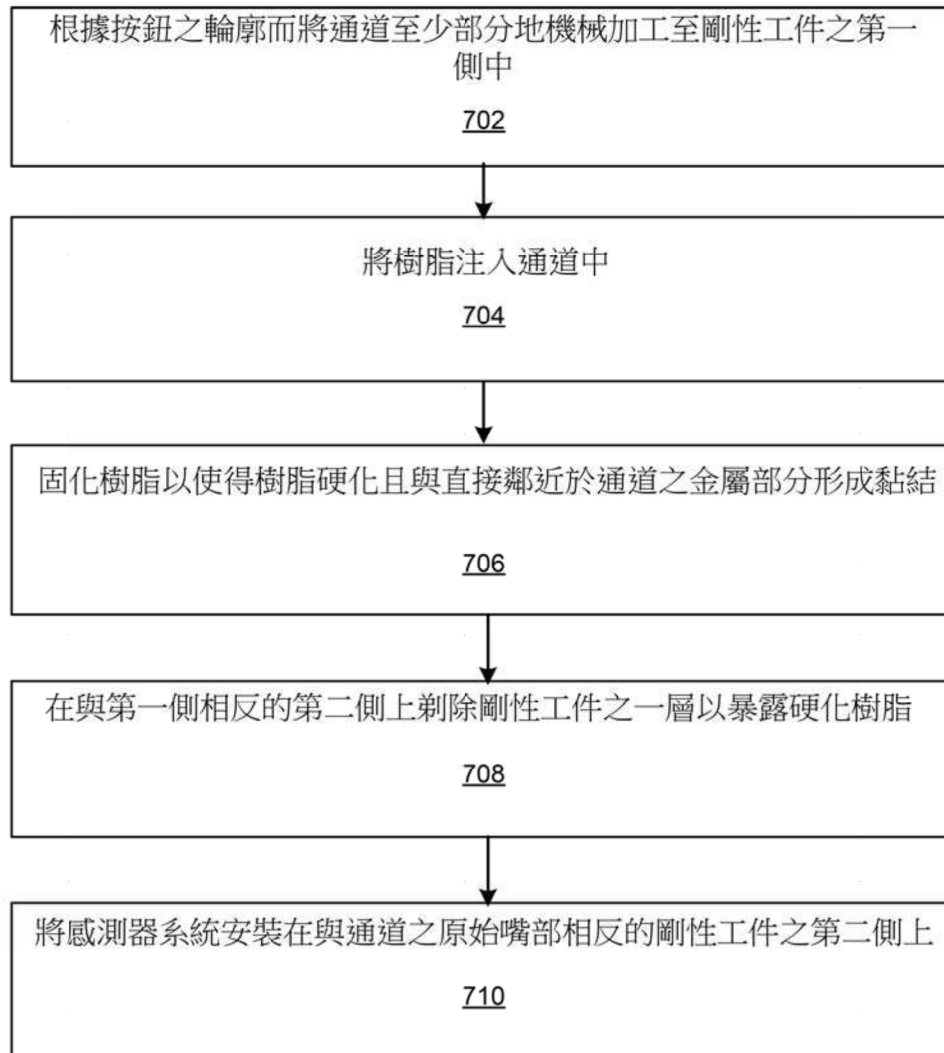 根據按鈕之輪廓而將通道至少部分地機械加工至剛性工件之第一
側中
702
將樹脂注入通道中
704
固化樹脂以使得樹脂硬化且與直接鄰近於通道之金屬部分形成黏結
706
在與第一側相反的第二側上剃除剛性工件之一層以暴露硬化樹脂
708
將感測器系統安裝在與通道之原始嘴部相反的剛性工件之第二側上
710